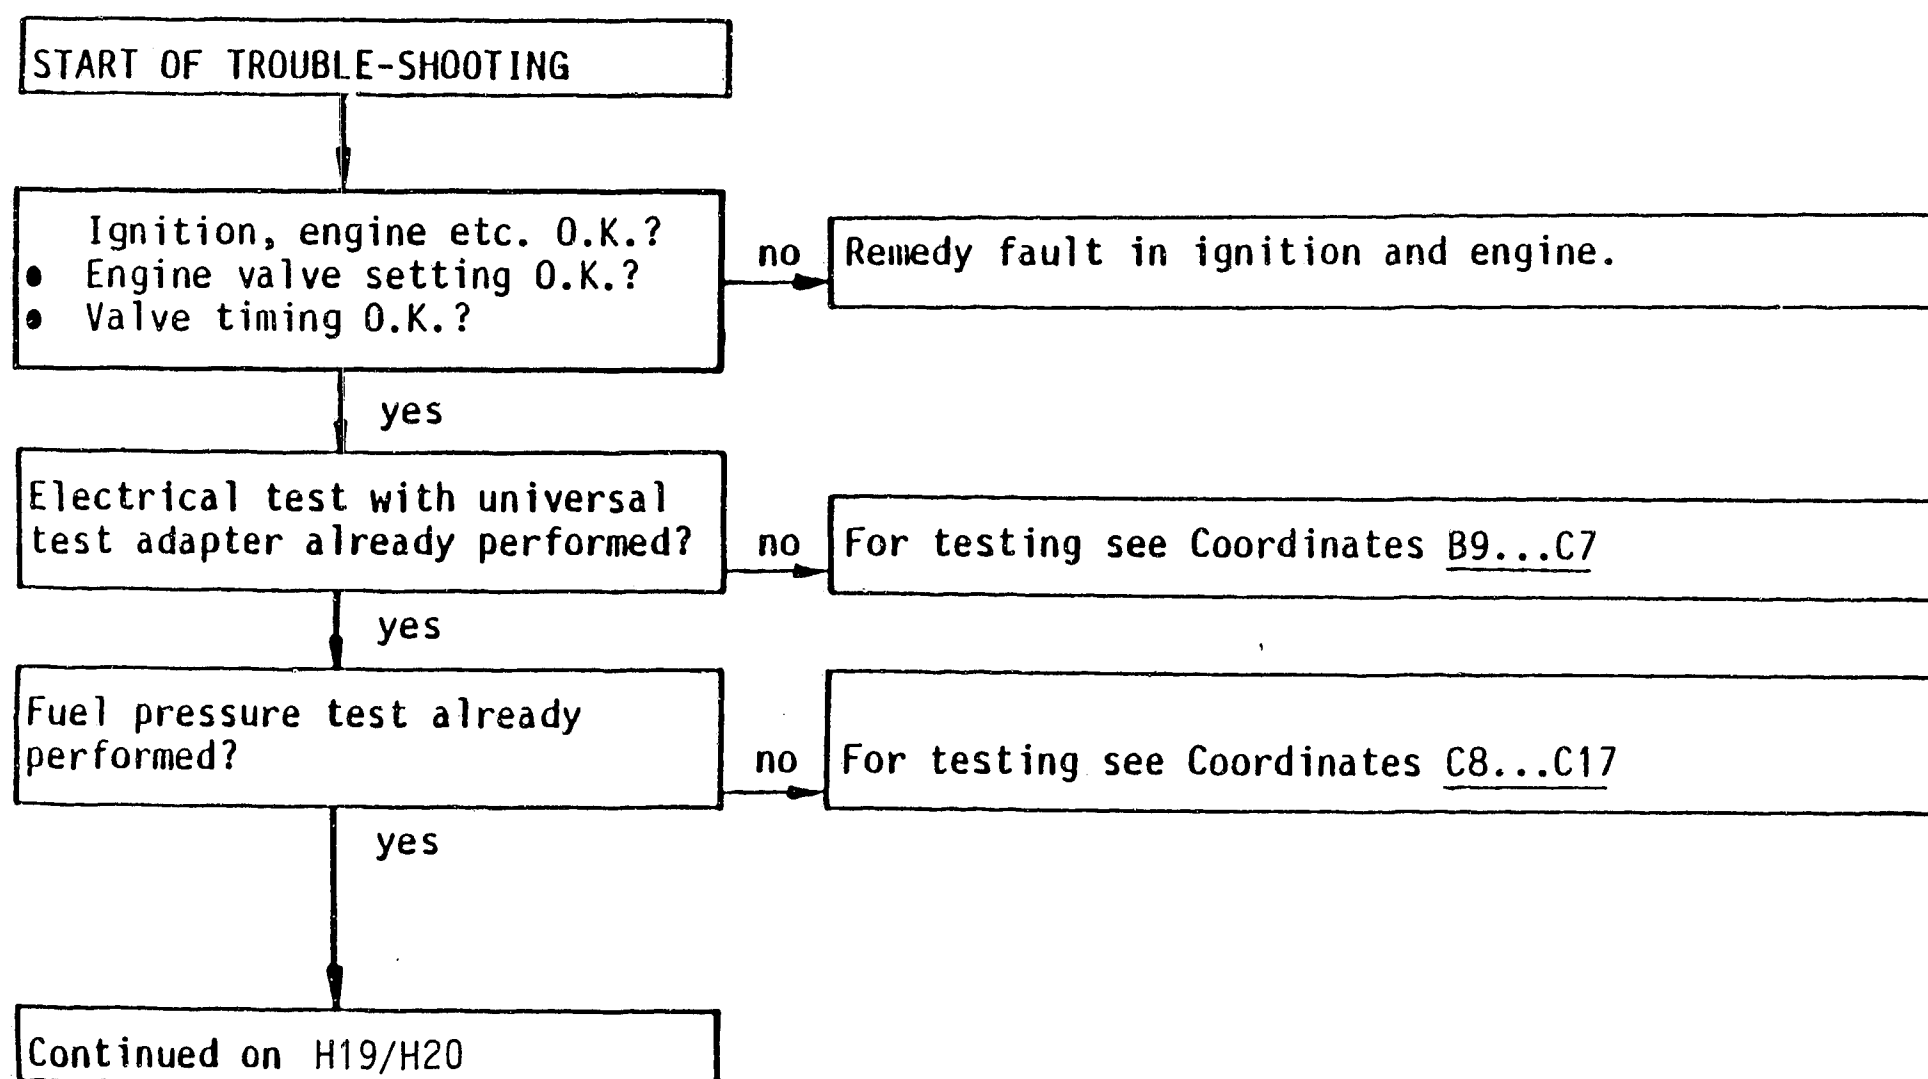 START OF TROUBLE-SHOOTING
Ignition, engine etc. O.K.?
• Engine valve setting O.K.?
• Valve timing O.K.?
no
Remedy fault in ignition and engine.
yes
Electrical test with universal
test adapter already performed?
no
For testing see Coordinates B9...C7
yes
Fuel pressure test already
performed?
no
For testing see Coordinates C8...C17
yes
Continued on H19/H20